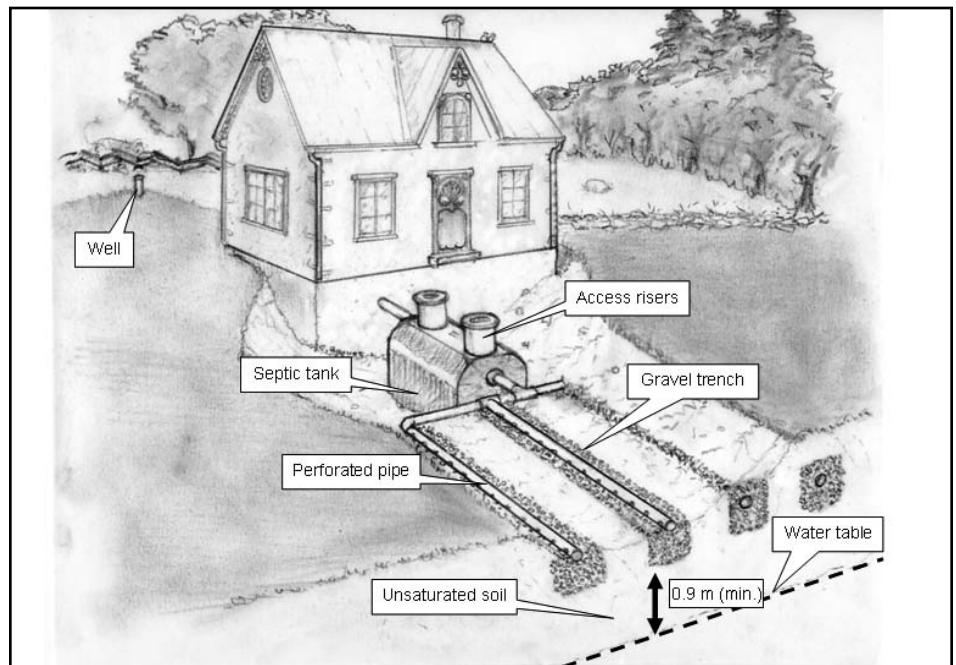 Well
Access risers
Septic tank
Gravel trench
Perforated pipe
Water table
Unsaturated soil
0.9 m (min.)